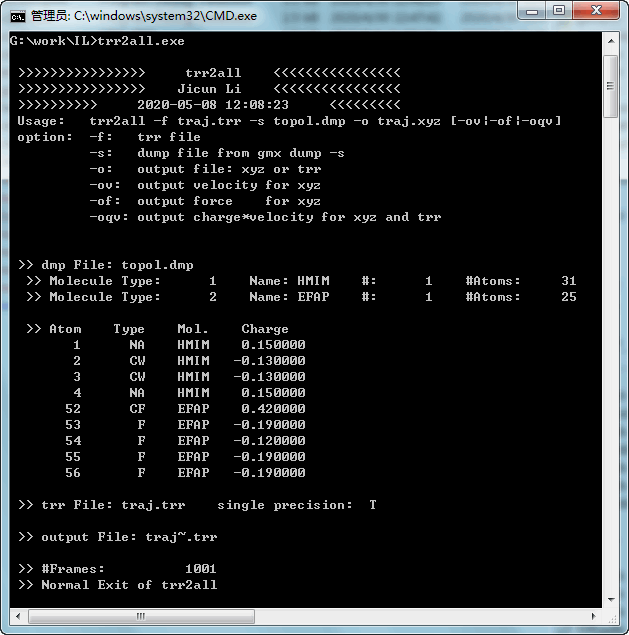 管理员: C:\windows\system32\CMD.exe
G:\work\IL>trr2all.exe
>>>>>>>>>>>>>>>> trr2all <<<<<<<<<<<<<<<<
>>>>>>>>>>>>>>>> Jicun Li <<<<<<<<<<<<<<<<
>>>>>>>>>> 2020-05-08 12:08:23 <<<<<<<<<
Usage: trr2all -f traj.trr -s topol.dmp -o traj.xyz [-ov¦-of¦-oqv]
option: -f: trr file
-s: dump file from gmx dump -s
-o: output file: xyz or trr
-ov: output velocity for xyz
-of: output force for xyz
-oqv: output charge*velocity for xyz and trr
>> dmp File: topol.dmp
>> Molecule Type: 1 Name: HMIM #: 1 #Atoms: 31
>> Molecule Type: 2 Name: EFAP #: 1 #Atoms: 25
>> Atom Type Mol. Charge
1 NA HMIM 0.150000
2 CW HMIM -0.130000
3 CW HMIM -0.130000
4 NA HMIM 0.150000
52 CF EFAP 0.420000
53 F EFAP -0.190000
54 F EFAP -0.120000
55 F EFAP -0.190000
56 F EFAP -0.190000
>> trr File: traj.trr single precision: T
>> output File: traj~.trr
>> #Frames: 1001
>> Normal Exit of trr2all